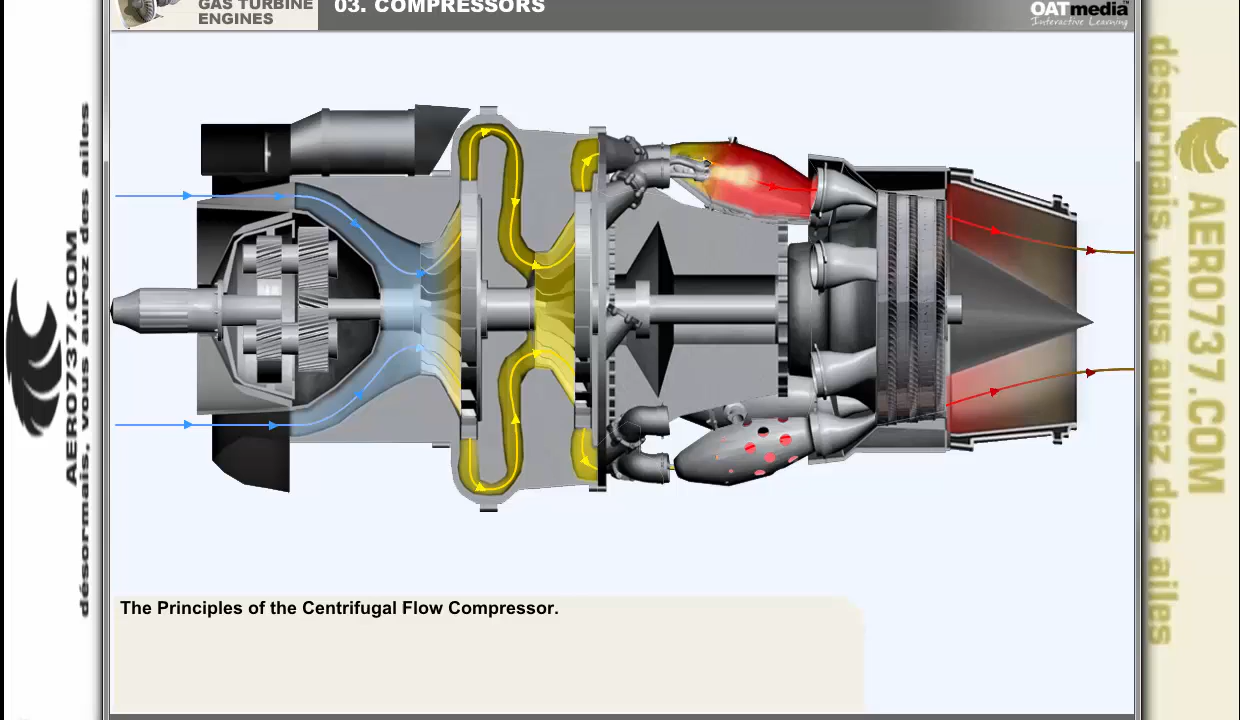 GAS TURBINE
ENGINES
03. COMPRESSORS
OATmedia™
Interactive Learning
The Principles of the Centrifugal Flow Compressor.
AERO737.COM
désormais, vous aurez des ailes
AERO737.COM
désormais, vous aurez des ailes